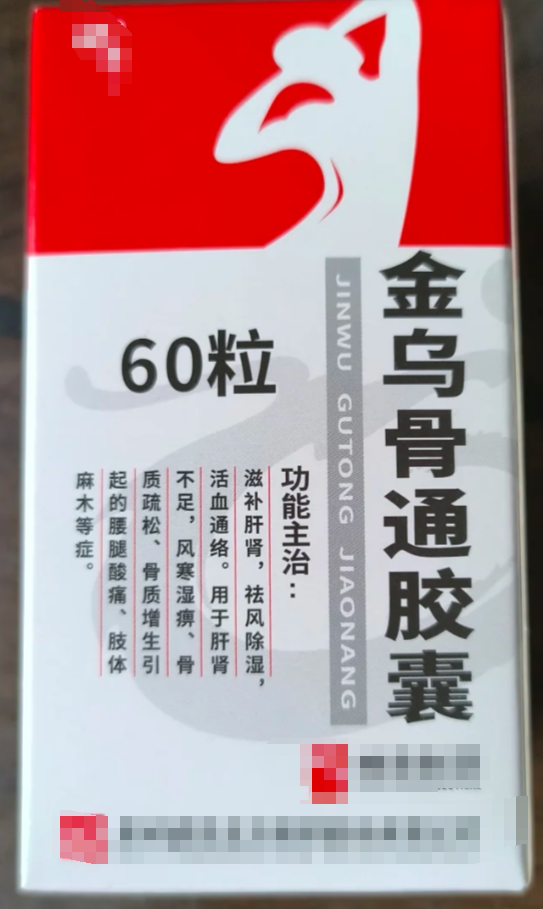 金乌骨通胶囊
JINWU GUTONG JIAONANG
60粒
功能主治：
滋补肝肾，祛风除湿，
活血通络。用于肝肾
不足，风寒湿痹、骨
质疏松、骨质增生引
起的腰腿酸痛、肢体
麻木等症。